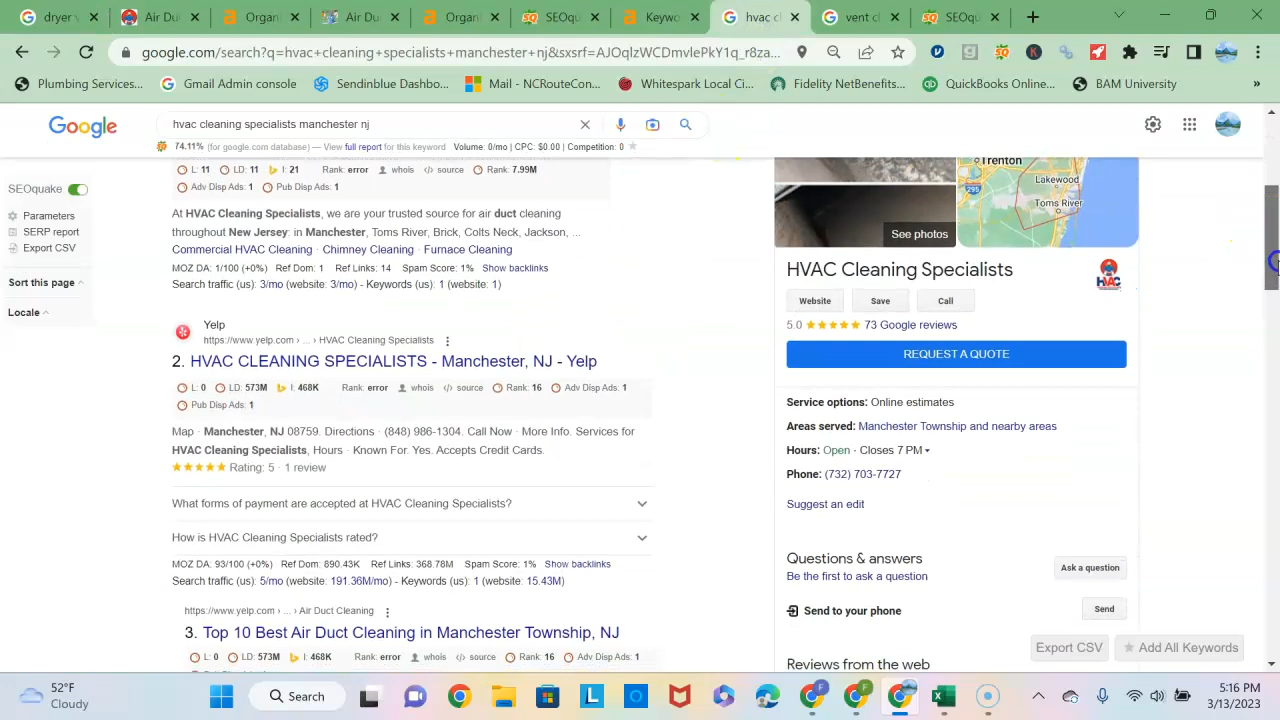 Air Du
Organi
Air Duc
Organ
SEOqu
Keywo
hvac cl
vent c
SEOqu
google.com/search?q=hvac+cleaning+specialists+manchester+nj&sxsrf=AJOqlzWCDmvlePkY1q_r8za...
Plumbing Services...
Google Admin console
Sendinblue Dashboard
Mail - NCRouteCon...
Whitespark Local Ci...
NetFilterBenefits...
QuickBooks Online...
BAM University
»
Google
hvac cleaning specialists manchester nj
74.11% (for google.com database) — View full report for this keyword Volume: 0/mo | CPC: $0.00 | Competition: 0
SEOquake
Parameters
SERP report
Export CSV
Sort this page
Locale
L: 11 LD: 11 I: 21 Rank: error whois source Rank: 7.99M
Adv Disp Ads: 1 Pub Disp Ads: 1
At HVAC Cleaning Specialists, we are your trusted source for air duct cleaning
throughout New Jersey: in Manchester, Toms River, Brick, Colts Neck, Jackson, ...
Commercial HVAC Cleaning · Chimney Cleaning · Furnace Cleaning
MOZ DA: 1/100 (+0%) Ref Dom: 1 Ref Links: 14 Spam Score: 1% Show backlinks
Search traffic (us): 3/mo (website: 3/mo) - Keywords (us): 1 (website: 1)
Yelp
https://www.yelp.com › ... › HVAC Cleaning Specialists
2. HVAC CLEANING SPECIALISTS - Manchester, NJ - Yelp
L: 0 LD: 573M I: 468K Rank: error whois source Rank: 16 Adv Disp Ads: 1
Pub Disp Ads: 1
Map · Manchester, NJ 08759. Directions · (848) 986-1304. Call Now · More Info. Services for
HVAC Cleaning Specialists, Hours · Known For. Yes. Accepts Credit Cards.
Rating: 5 · 1 review
What forms of payment are accepted at HVAC Cleaning Specialists?
How is HVAC Cleaning Specialists rated?
MOZ DA: 93/100 (+0%) Ref Dom: 890.43K Ref Links: 368.78M Spam Score: 1% Show backlinks
Search traffic (us): 5/mo (website: 191.36M/mo) - Keywords (us): 1 (website: 15.43M)
https://www.yelp.com › ... › Air Duct Cleaning
3. Top 10 Best Air Duct Cleaning in Manchester Township, NJ
L: 0 LD: 573M I: 468K Rank: error whois source Rank: 16 Adv Disp Ads: 1
See photos
Trenton
295
Lakewood
Toms River
HVAC Cleaning Specialists
HVAC
Website Save Call
5.0 73 Google reviews
REQUEST A QUOTE
Service options: Online estimates
Areas served: Manchester Township and nearby areas
Hours: Open · Closes 7 PM
Phone: (732) 703-7727
Suggest an edit
Questions & answers
Be the first to ask a question
Ask a question
Send to your phone
Send
Reviews from the web
Export CSV
Add All Keywords
52°F
Cloudy
Search
5:16 PM
3/13/2023